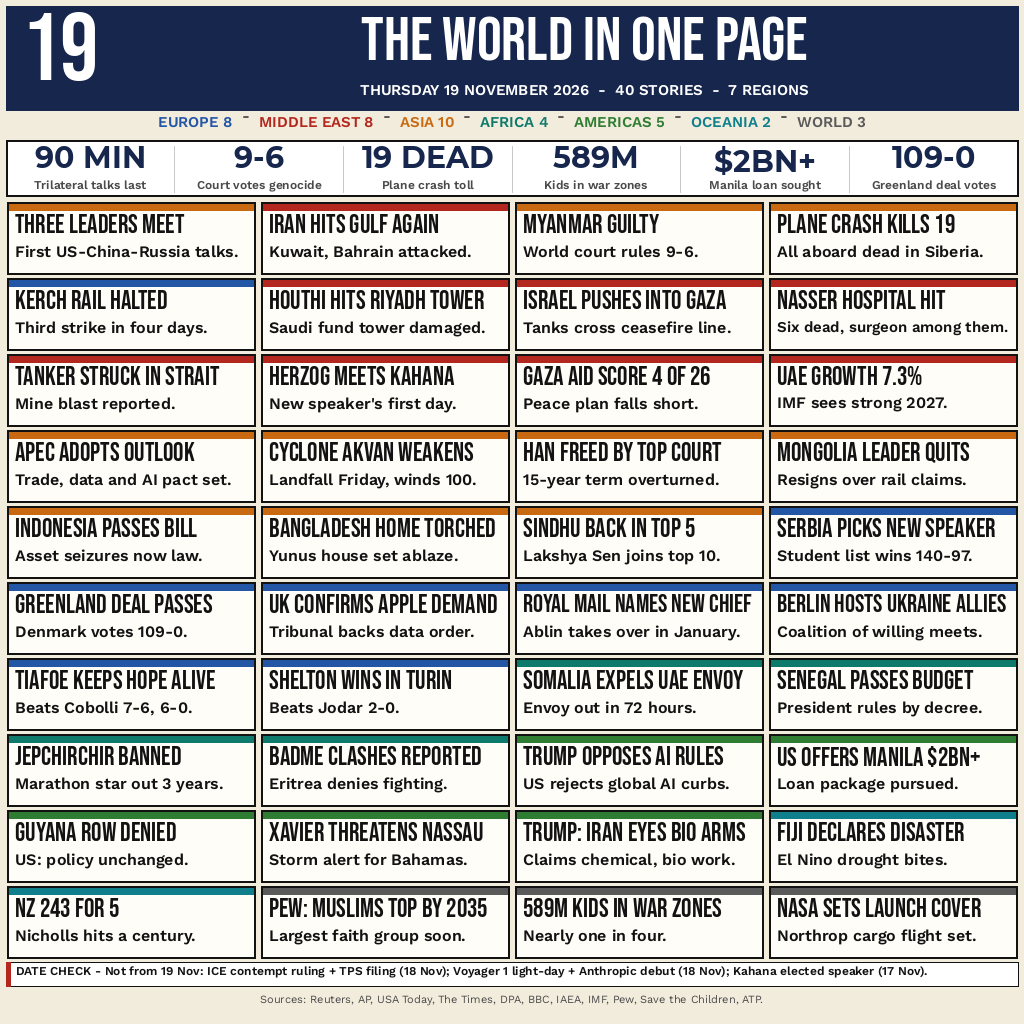 19
THE WORLD IN ONE PAGE
THURSDAY 19 NOVEMBER 2026 - 40 STORIES - 7 REGIONS
EUROPE 8 - MIDDLE EAST 8 - ASIA 10 - AFRICA 4 - AMERICAS 5 - OCEANIA 2 - WORLD 3
90 MIN
Trilateral talks last
9-6
Court votes genocide
19 DEAD
Plane crash toll
589M
Kids in war zones
$2BN+
Manila loan sought
109-0
Greenland deal votes
THREE LEADERS MEET
First US-China-Russia talks.
IRAN HITS GULF AGAIN
Kuwait, Bahrain attacked.
MYANMAR GUILTY
World court rules 9-6.
PLANE CRASH KILLS 19
All aboard dead in Siberia.
KERCH RAIL HALTED
Third strike in four days.
HOUTHI HITS RIYADH TOWER
Saudi fund tower damaged.
ISRAEL PUSHES INTO GAZA
Tanks cross ceasefire line.
NASSER HOSPITAL HIT
Six dead, surgeon among them.
TANKER STRUCK IN STRAIT
Mine blast reported.
HERZOG MEETS KAHANA
New speaker's first day.
GAZA AID SCORE 4 OF 26
Peace plan falls short.
UAE GROWTH 7.3%
IMF sees strong 2027.
APEC ADOPTS OUTLOOK
Trade, data and AI pact set.
CYCLONE AKVAN WEAKENS
Landfall Friday, winds 100.
HAN FREED BY TOP COURT
15-year term overturned.
MONGOLIA LEADER QUITS
Resigns over rail claims.
INDONESIA PASSES BILL
Asset seizures now law.
BANGLADESH HOME TORCHED
Yunus house set ablaze.
SINDHU BACK IN TOP 5
Lakshya Sen joins top 10.
SERBIA PICKS NEW SPEAKER
Student list wins 140-97.
GREENLAND DEAL PASSES
Denmark votes 109-0.
UK CONFIRMS APPLE DEMAND
Tribunal backs data order.
ROYAL MAIL NAMES NEW CHIEF
Ablin takes over in January.
BERLIN HOSTS UKRAINE ALLIES
Coalition of willing meets.
TIAFOE KEEPS HOPE ALIVE
Beats Cobolli 7-6, 6-0.
SHELTON WINS IN TURIN
Beats Jodar 2-0.
SOMALIA EXPELS UAE ENVOY
Envoy out in 72 hours.
SENEGAL PASSES BUDGET
President rules by decree.
JEPCHIRCHIR BANNED
Marathon star out 3 years.
BADME CLASHES REPORTED
Eritrea denies fighting.
TRUMP OPPOSES AI RULES
US rejects global AI curbs.
US OFFERS MANILA $2BN+
Loan package pursued.
GUYANA ROW DENIED
US: policy unchanged.
XAVIER THREATENS NASSAU
Storm alert for Bahamas.
TRUMP: IRAN EYES BIO ARMS
Claims chemical, bio work.
FIJI DECLARES DISASTER
El Nino drought bites.
NZ 243 FOR 5
Nicholls hits a century.
PEW: MUSLIMS TOP BY 2035
Largest faith group soon.
589M KIDS IN WAR ZONES
Nearly one in four.
NASA SETS LAUNCH COVER
Northrop cargo flight set.
DATE CHECK - Not from 19 Nov: ICE contempt ruling + TPS filing (18 Nov); Voyager 1 light-day + Anthropic debut (18 Nov); Kahana elected speaker (17 Nov).
Sources: Reuters, AP, USA Today, The Times, DPA, BBC, IAEA, IMF, Pew, Save the Children, ATP.